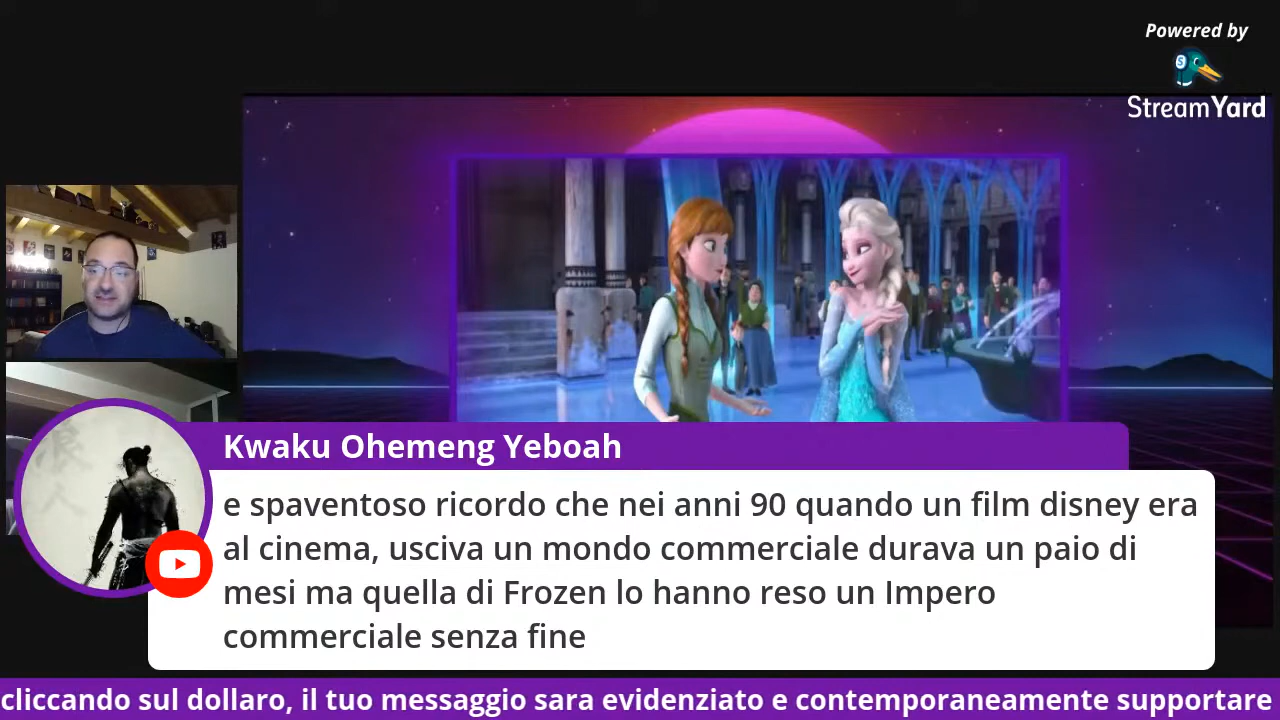 Powered by
StreamYard
Kwaku Ohemeng Yeboah
e spaventoso ricordo che nei anni 90 quando un film disney era
al cinema, usciva un mondo commerciale durava un paio di
mesi ma quella di Frozen lo hanno reso un Impero
commerciale senza fine
cliccando sul dollaro, il tuo messaggio sara evidenziato e contemporaneamente supportare